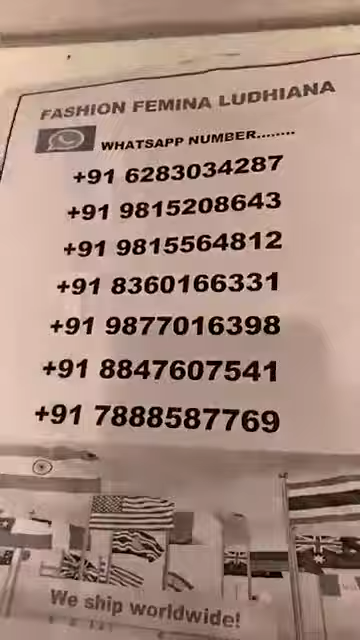 FASHION FEMINA LUDHIANA
WHATSAPP NUMBER........
+91 6283034287
+91 9815208643
+91 9815564812
+91 8360166331
+91 9877016398
+91 8847607541
+91 7888587769
We ship worldwide!